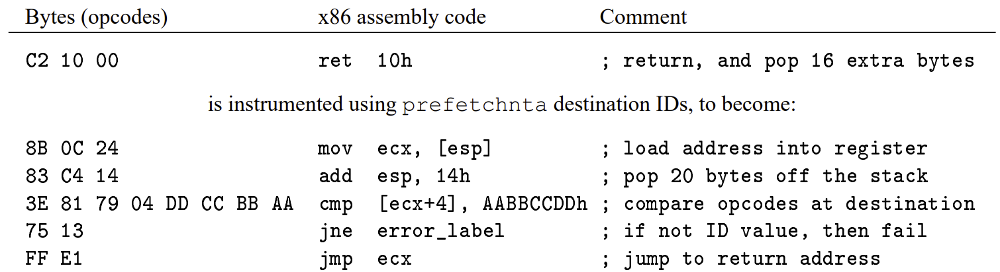 Bytes (opcodes) x86 assembly code Comment
C2 10 00 ret 10h ; return, and pop 16 extra bytes
is instrumented using prefetchnta destination IDs, to become:
8B 0C 24 mov ecx, [esp] ; load address into register
83 C4 14 add esp, 14h ; pop 20 bytes off the stack
3E 81 79 04 DD CC BB AA cmp [ecx+4], AABBCCDDh ; compare opcodes at destination
75 13 jne error_label ; if not ID value, then fail
FF E1 jmp ecx ; jump to return address